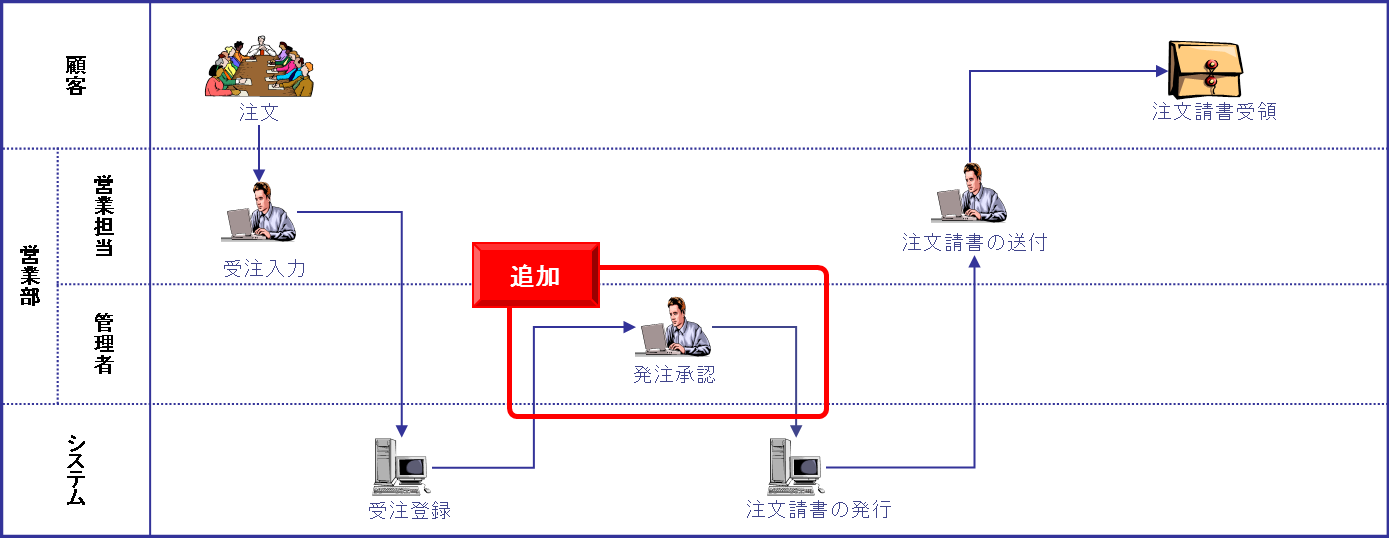 顧客
注文
注文請書受領
営業部
営業担当
受注入力
注文請書の送付
追加
管理者
発注承認
システム
受注登録
注文請書の発行